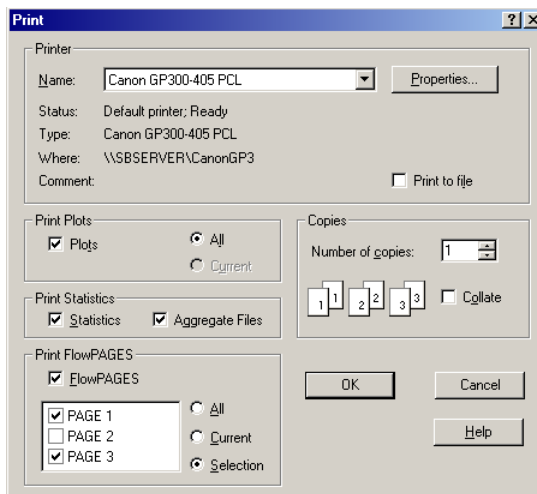 Print
Printer
Name: Canon GP300-405 PCL Properties...
Status: Default printer; Ready
Type: Canon GP300-405 PCL
Where: \\SBSERVER\CanonGP3
Comment: Print to file
Print Plots
Plots All
Current
Copies
Number of copies: 1
1 1 2 2 3 3 Collate
Print Statistics
Statistics Aggregate Files
Print FlowPAGES
FlowPAGES
PAGE 1
PAGE 2
PAGE 3
All
Current
Selection
OK Cancel
Help